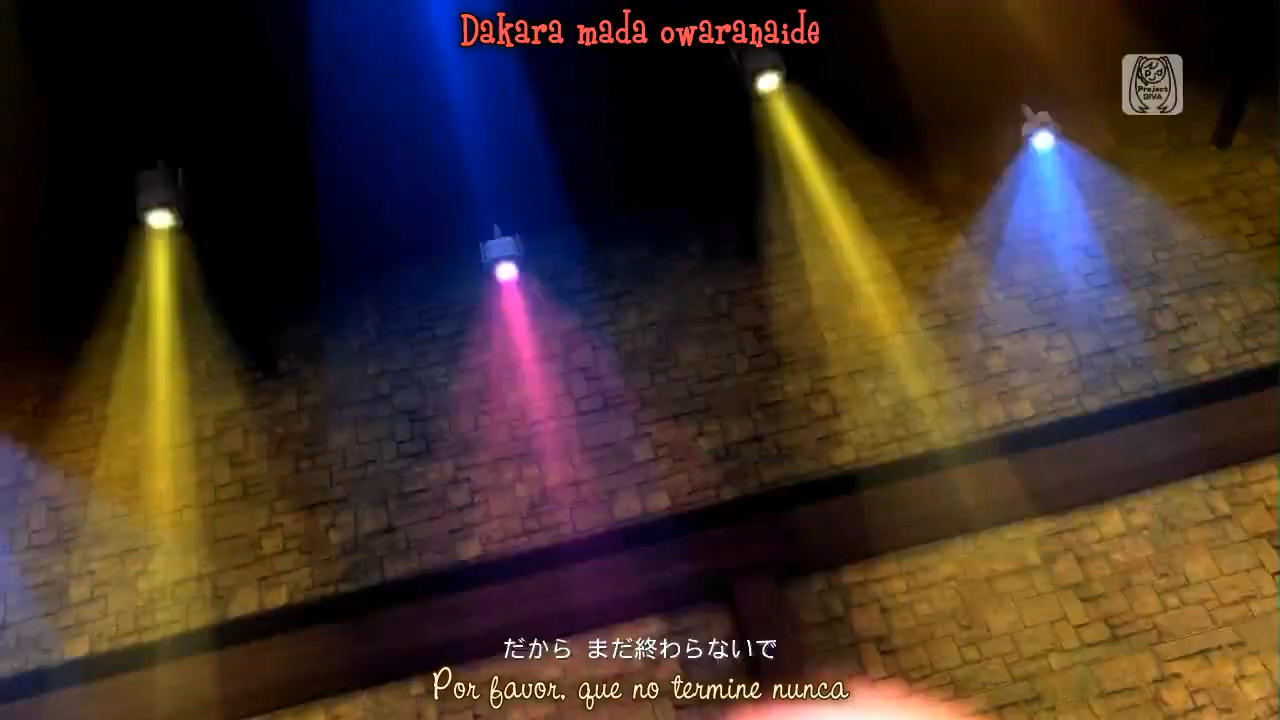 Dakara mada owaranaide
Project
DIVA
だから まだ終わらないで
Por favor, que no termine nunca